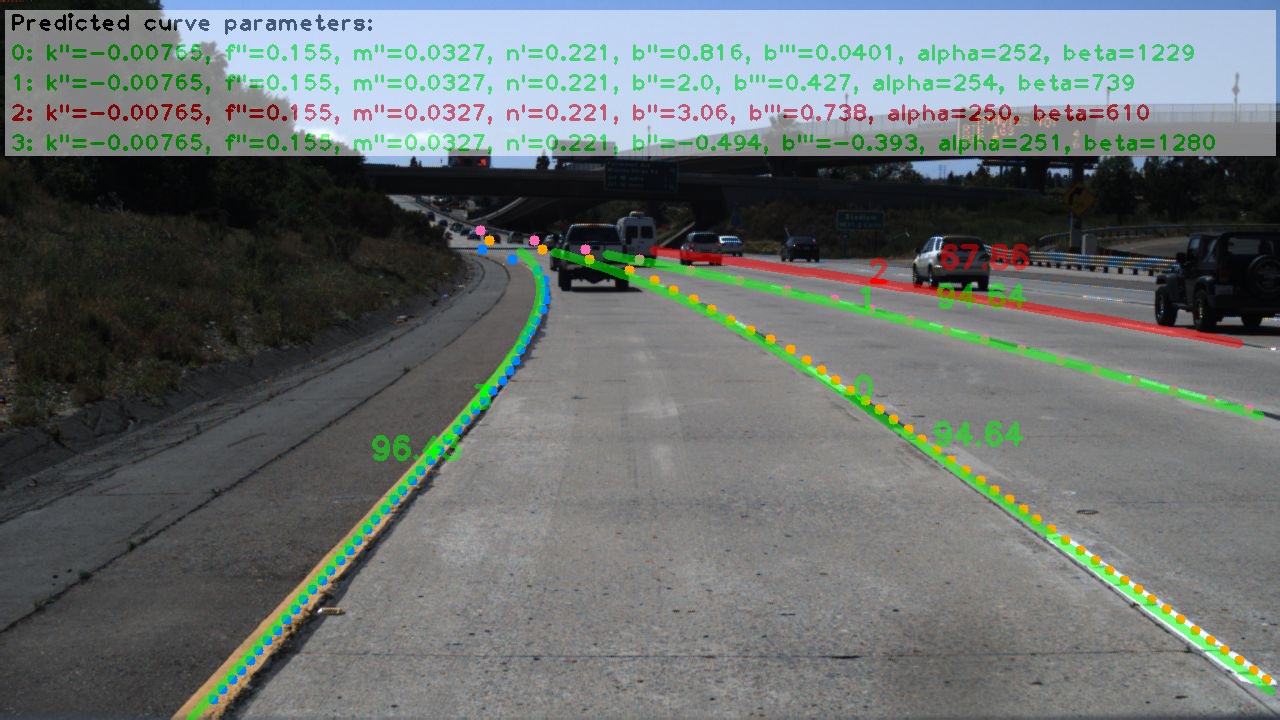 Predicted curve parameters:
0: k''=-0.00765, f''=0.155, m''=0.0327, n'=0.221, b''=0.816, b'''=0.0401, alpha=252, beta=1229
1: k''=-0.00765, f''=0.155, m''=0.0327, n'=0.221, b''=2.0, b'''=0.427, alpha=254, beta=739
2: k''=-0.00765, f''=0.155, m''=0.0327, n'=0.221, b''=3.06, b'''=0.738, alpha=250, beta=610
3: k''=-0.00765, f''=0.155, m''=0.0327, n'=0.221, b''=-0.494, b'''=-0.393, alpha=251, beta=1280
Stadium
2
1
94.64
0
94.64